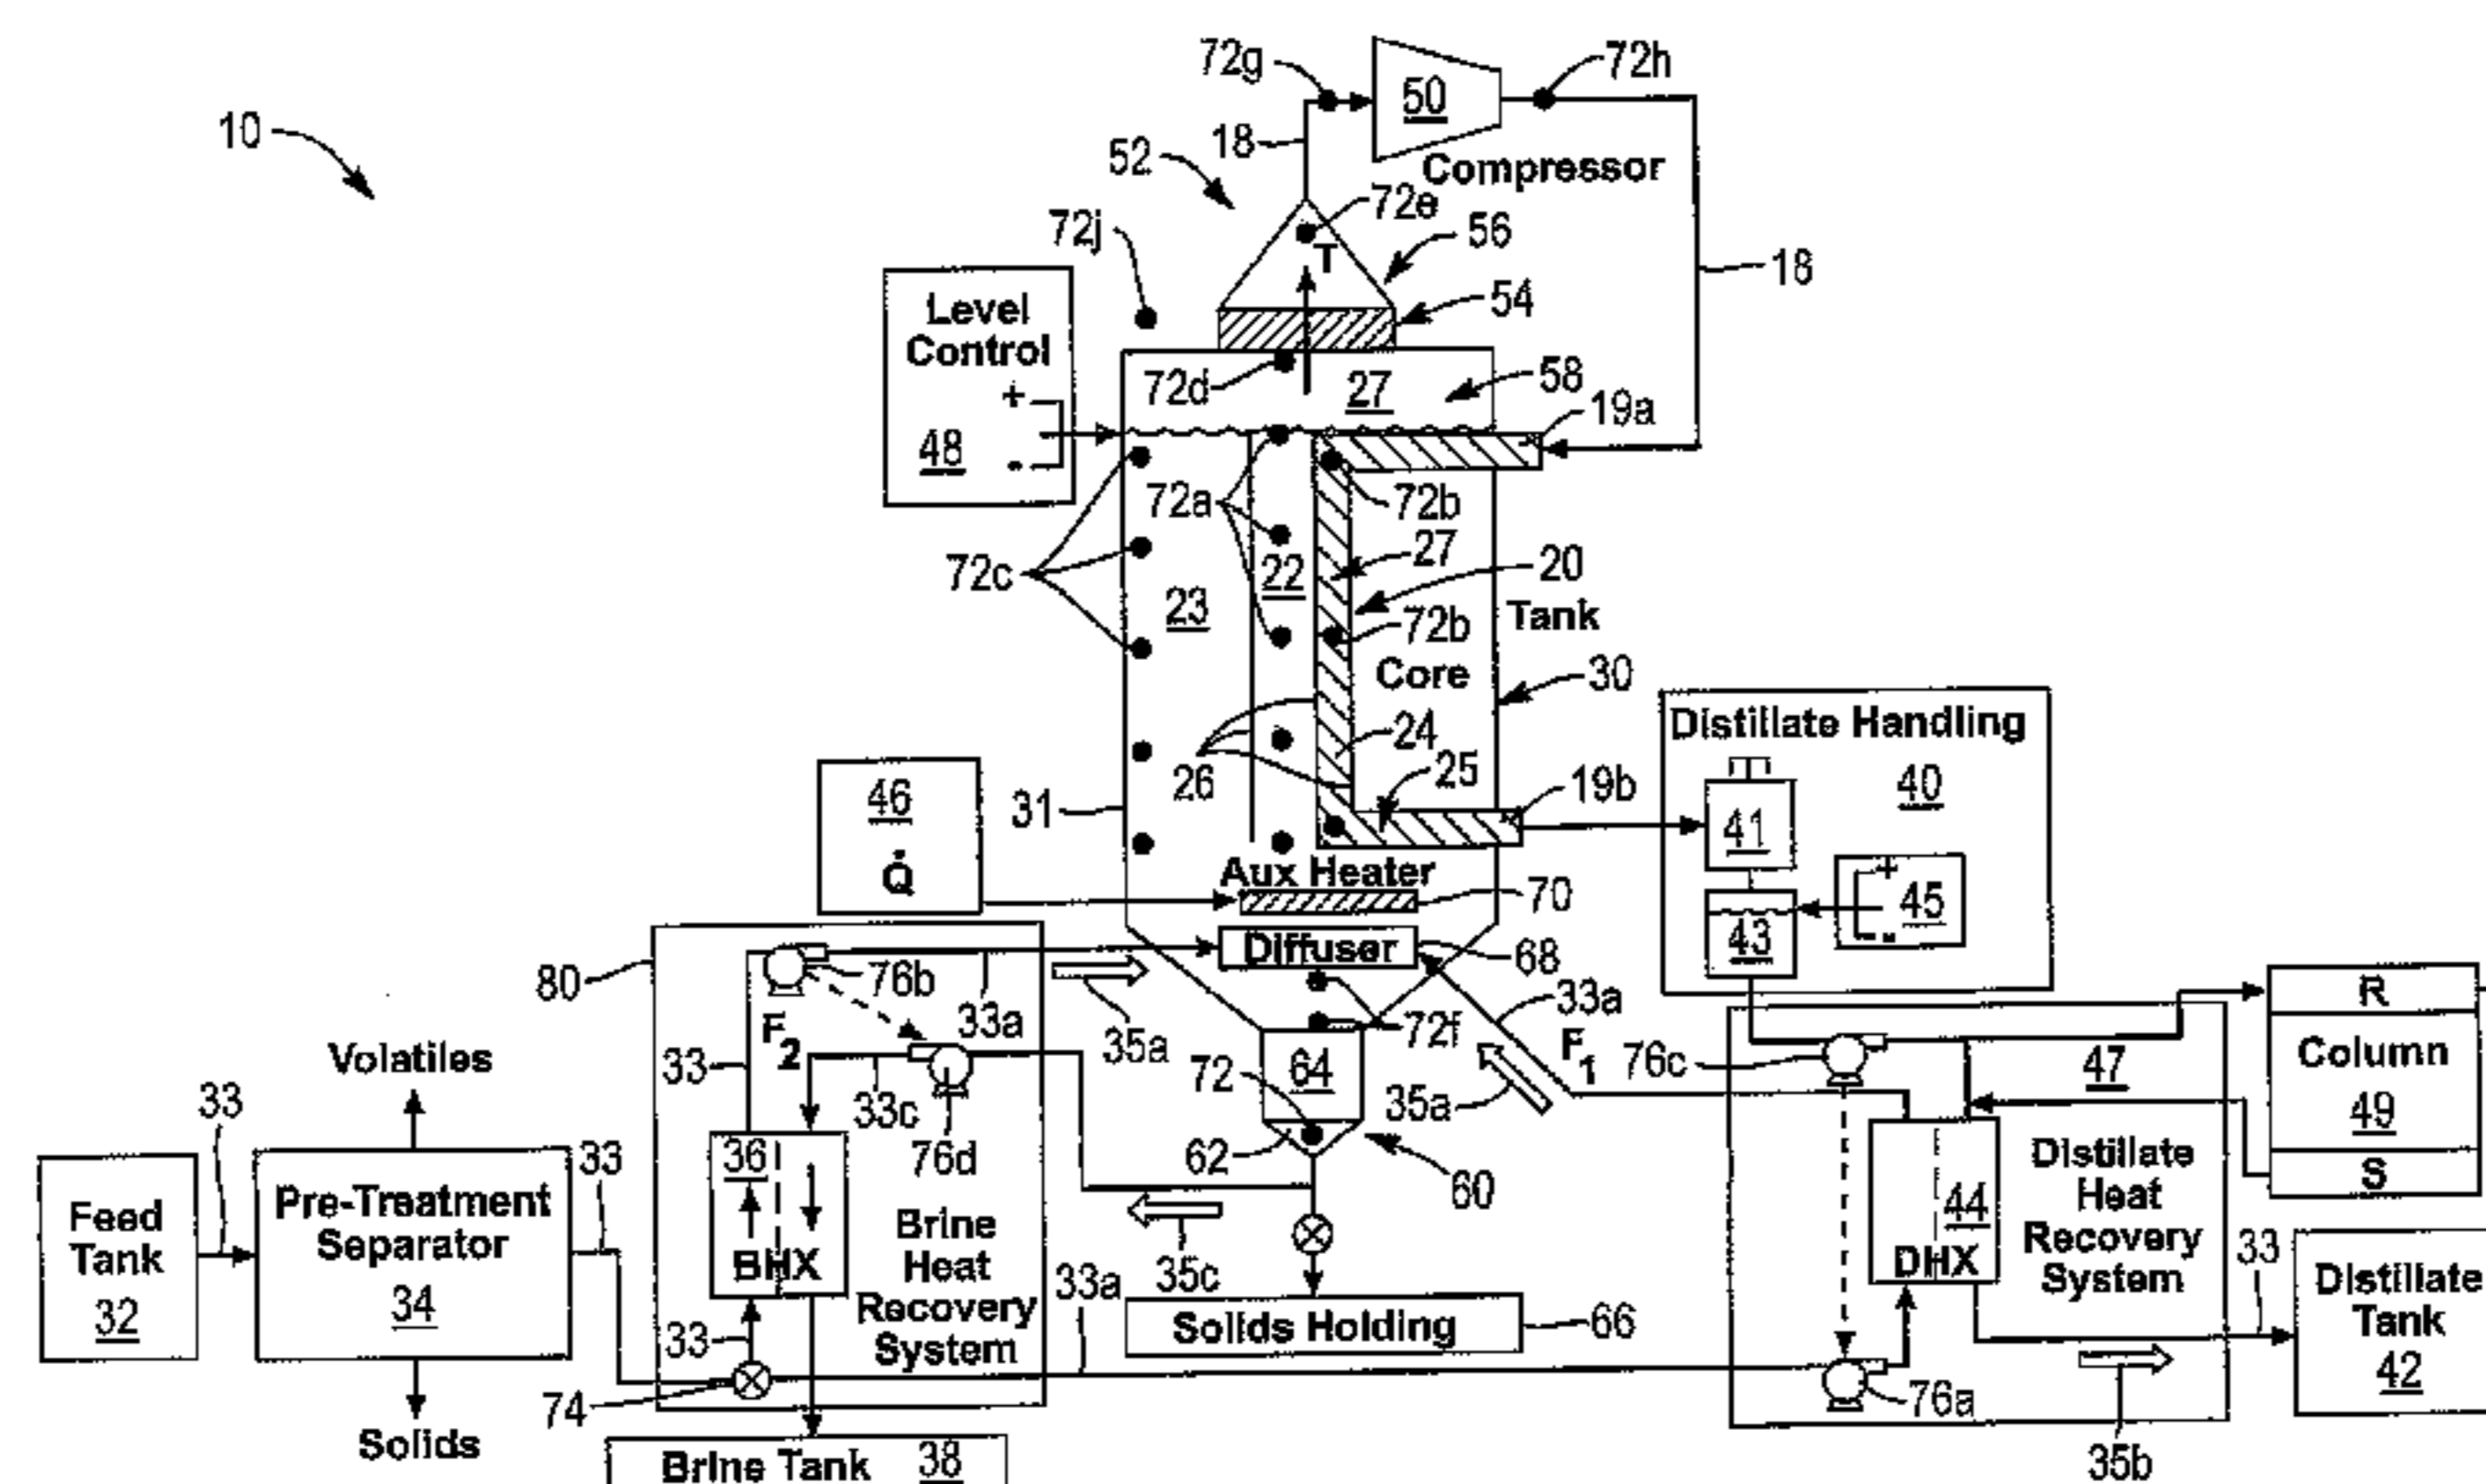 72g
72h
50
10
18
52
Compressor
72e
72j
T
56
18
54
Level
Control
+
-
48
72d
27
58
19a
72a
72b
72c
22
27
20
23
Tank
72b
Core
30
Distillate Handling
24
26
25
19b
40
46
Q̇
31
41
+
-
45
43
Aux Heater
70
Diffuser
68
80
76b
33a
35a
72f
33a
R
F2
F1
Column
49
S
Volatiles
33
33c
76d
72
64
35a
76c
47
33
33
36
62
60
Feed
Tank
32
Pre-Treatment
Separator
34
BHX
Brine
Heat
Recovery
System
35c
44
DHX
Distillate
Heat
Recovery
System
33
33
33a
Solids Holding
66
Distillate
Tank
42
74
76a
Solids
35b
Brine Tank 38